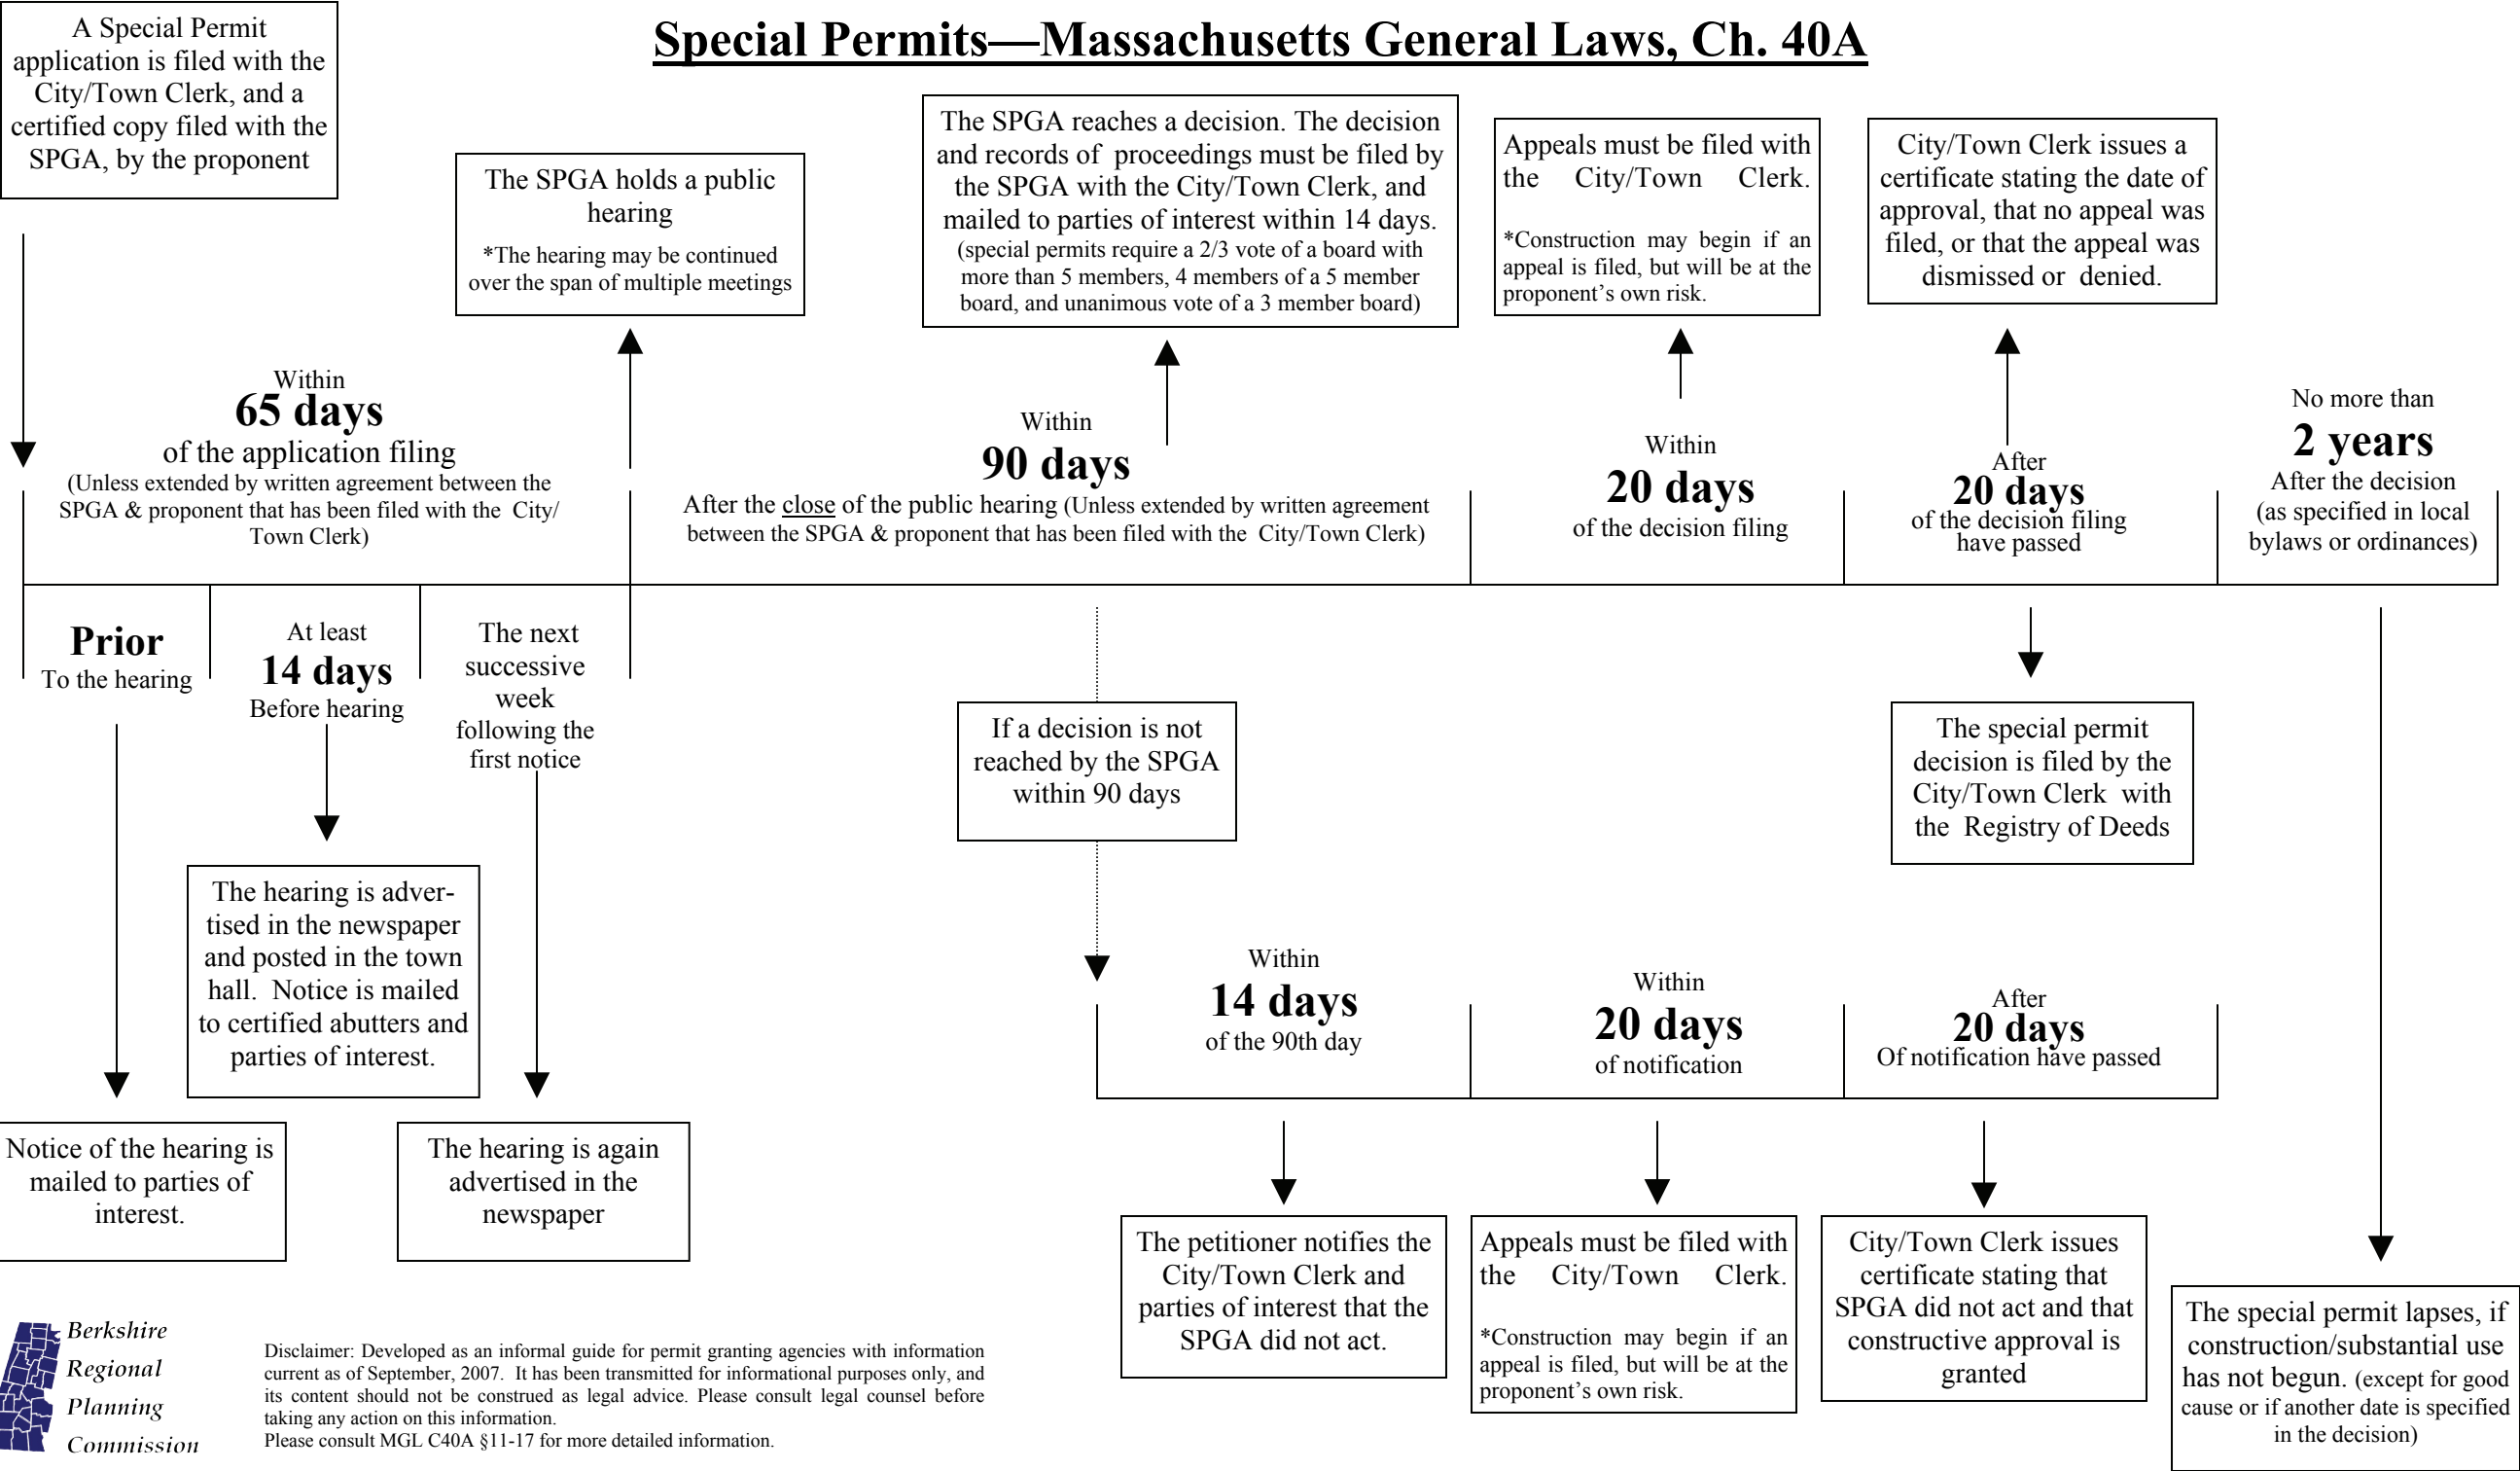 Special Permits—Massachusetts General Laws, Ch. 40A
A Special Permit
application is filed with the
City/Town Clerk, and a
certified copy filed with the
SPGA, by the proponent
The SPGA holds a public
hearing
*The hearing may be continued
over the span of multiple meetings
The SPGA reaches a decision. The decision
and records of proceedings must be filed by
the SPGA with the City/Town Clerk, and
mailed to parties of interest within 14 days.
(special permits require a 2/3 vote of a board with
more than 5 members, 4 members of a 5 member
board, and unanimous vote of a 3 member board)
Appeals must be filed with
the City/Town Clerk.
*Construction may begin if an
appeal is filed, but will be at the
proponent's own risk.
City/Town Clerk issues a
certificate stating the date of
approval, that no appeal was
filed, or that the appeal was
dismissed or denied.
Within
65 days
of the application filing
(Unless extended by written agreement between the
SPGA & proponent that has been filed with the City/
Town Clerk)
Within
90 days
After the close of the public hearing (Unless extended by written agreement
between the SPGA & proponent that has been filed with the City/Town Clerk)
Within
20 days
of the decision filing
After
20 days
of the decision filing
have passed
No more than
2 years
After the decision
(as specified in local
bylaws or ordinances)
Prior
To the hearing
At least
14 days
Before hearing
The next
successive
week
following the
first notice
If a decision is not
reached by the SPGA
within 90 days
The special permit
decision is filed by the
City/Town Clerk with
the Registry of Deeds
The hearing is adver-
tised in the newspaper
and posted in the town
hall. Notice is mailed
to certified abutters and
parties of interest.
Within
14 days
of the 90th day
Within
20 days
of notification
After
20 days
Of notification have passed
Notice of the hearing is
mailed to parties of
interest.
The hearing is again
advertised in the
newspaper
The petitioner notifies the
City/Town Clerk and
parties of interest that the
SPGA did not act.
Appeals must be filed with
the City/Town Clerk.
*Construction may begin if an
appeal is filed, but will be at the
proponent's own risk.
City/Town Clerk issues
certificate stating that
SPGA did not act and that
constructive approval is
granted
The special permit lapses, if
construction/substantial use
has not begun. (except for good
cause or if another date is specified
in the decision)
Berkshire
Regional
Planning
Commission
Disclaimer: Developed as an informal guide for permit granting agencies with information
current as of September, 2007. It has been transmitted for informational purposes only, and
its content should not be construed as legal advice. Please consult legal counsel before
taking any action on this information.
Please consult MGL C40A §11-17 for more detailed information.